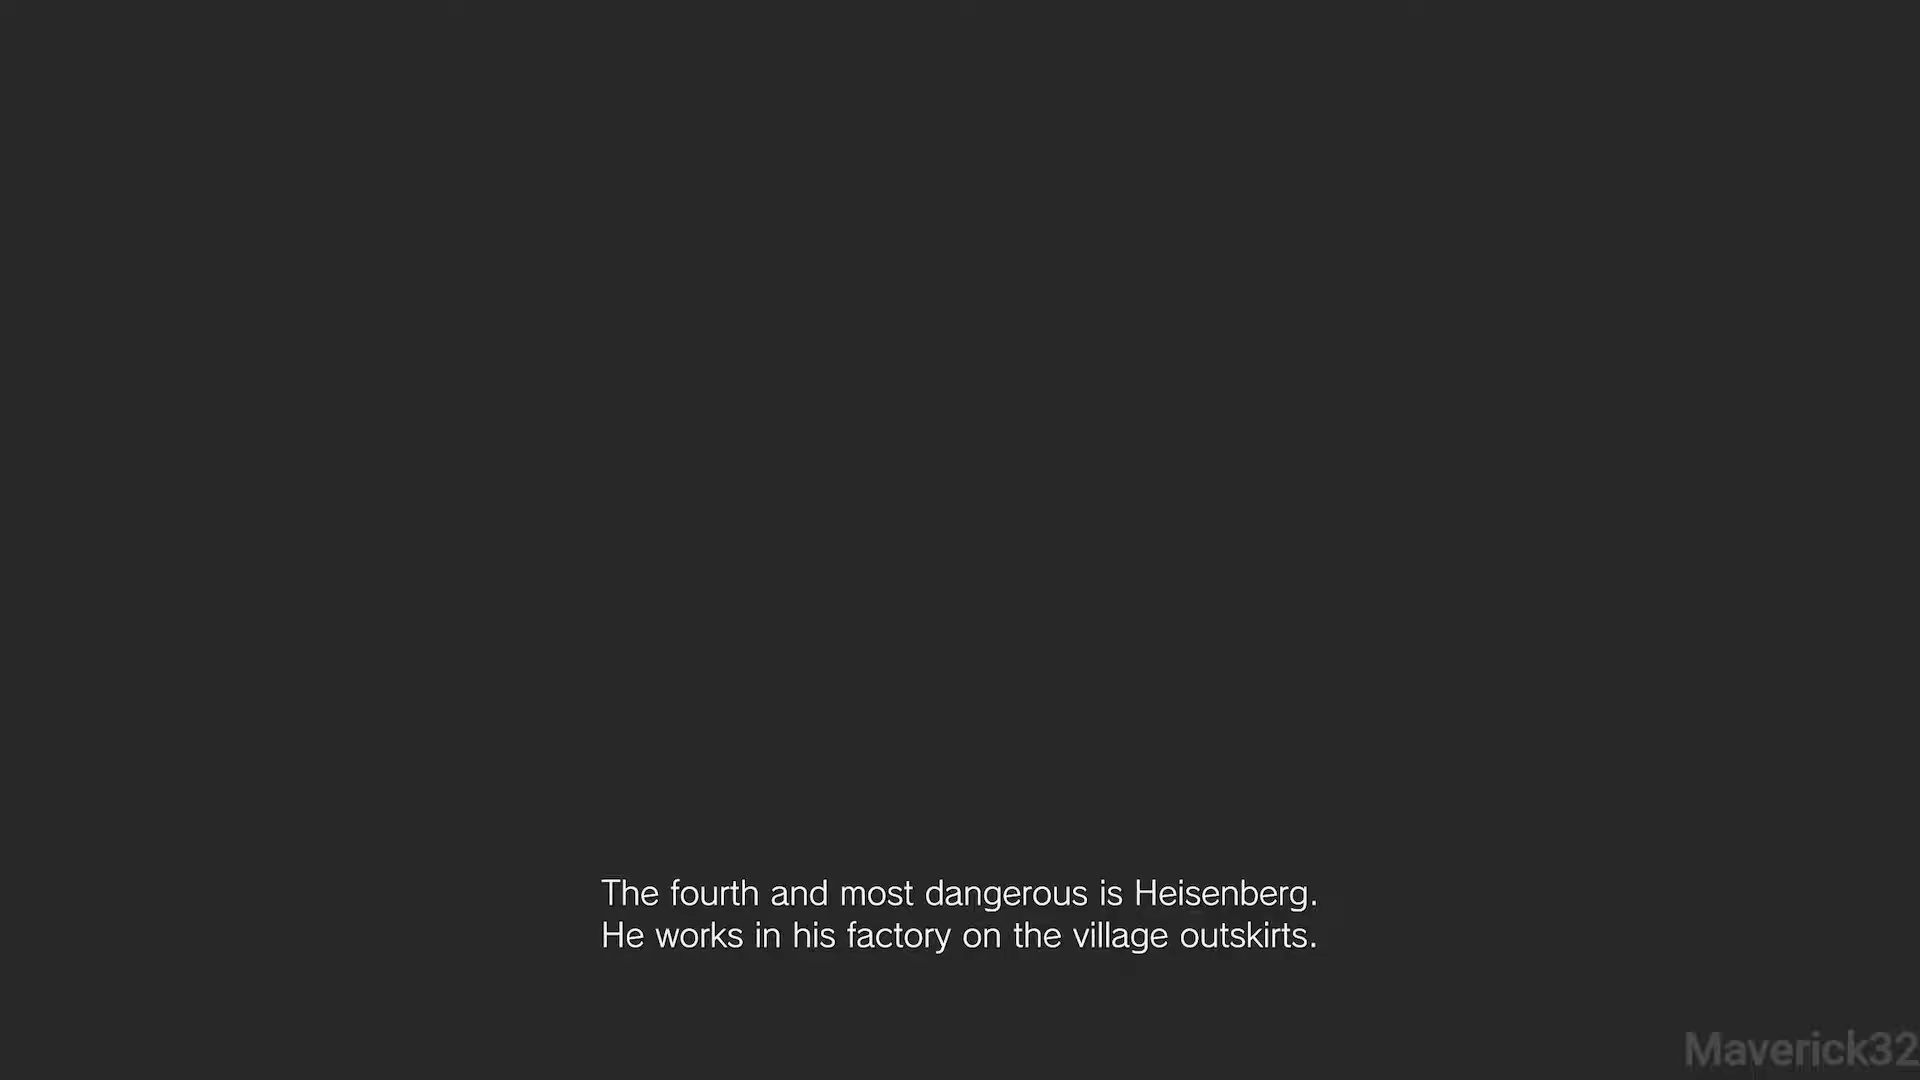 The fourth and most dangerous is Heisenberg.
He works in his factory on the village outskirts.
Maverick32